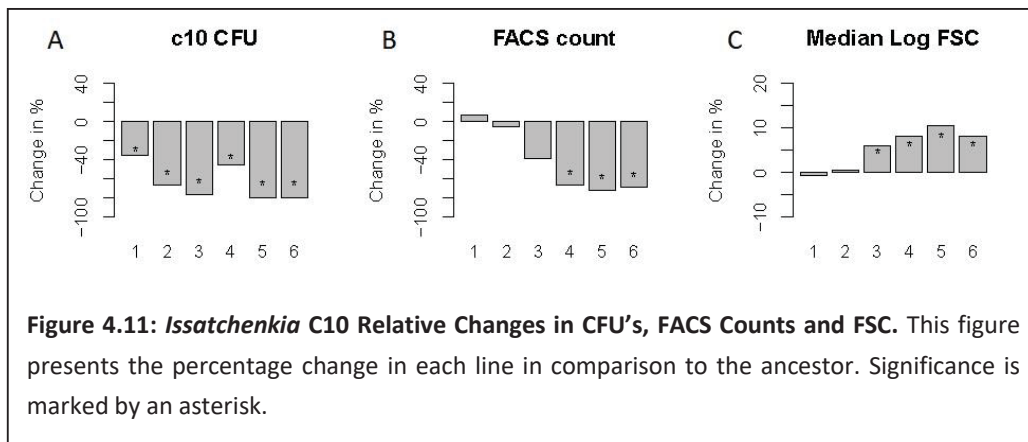 A c10 CFU
B FACS count
C Median Log FSC
Change in %
40
0
−40
−100
1 2 3 4 5 6
* * * * * *
Change in %
40
0
−40
−100
1 2 3 4 5 6
* * *
Change in %
20
10
0
−10
1 2 3 4 5 6
* * * *
Figure 4.11: Issatchenkia C10 Relative Changes in CFU's, FACS Counts and FSC. This figure
presents the percentage change in each line in comparison to the ancestor. Significance is
marked by an asterisk.